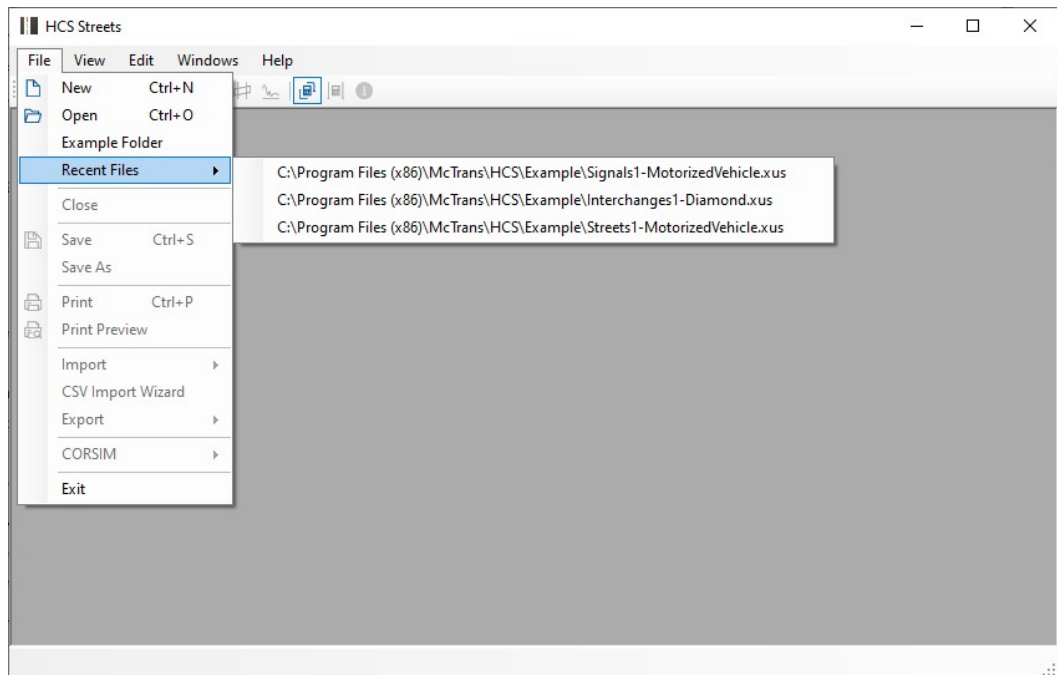 HCS Streets
File View Edit Windows Help
New Ctrl+N
Open Ctrl+O
Example Folder
Recent Files
C:\Program Files (x86)\McTrans\HCS\Example\Signals1-MotorizedVehicle.xus
C:\Program Files (x86)\McTrans\HCS\Example\Interchanges1-Diamond.xus
C:\Program Files (x86)\McTrans\HCS\Example\Streets1-MotorizedVehicle.xus
Close
Save Ctrl+S
Save As
Print Ctrl+P
Print Preview
Import
CSV Import Wizard
Export
CORSIM
Exit